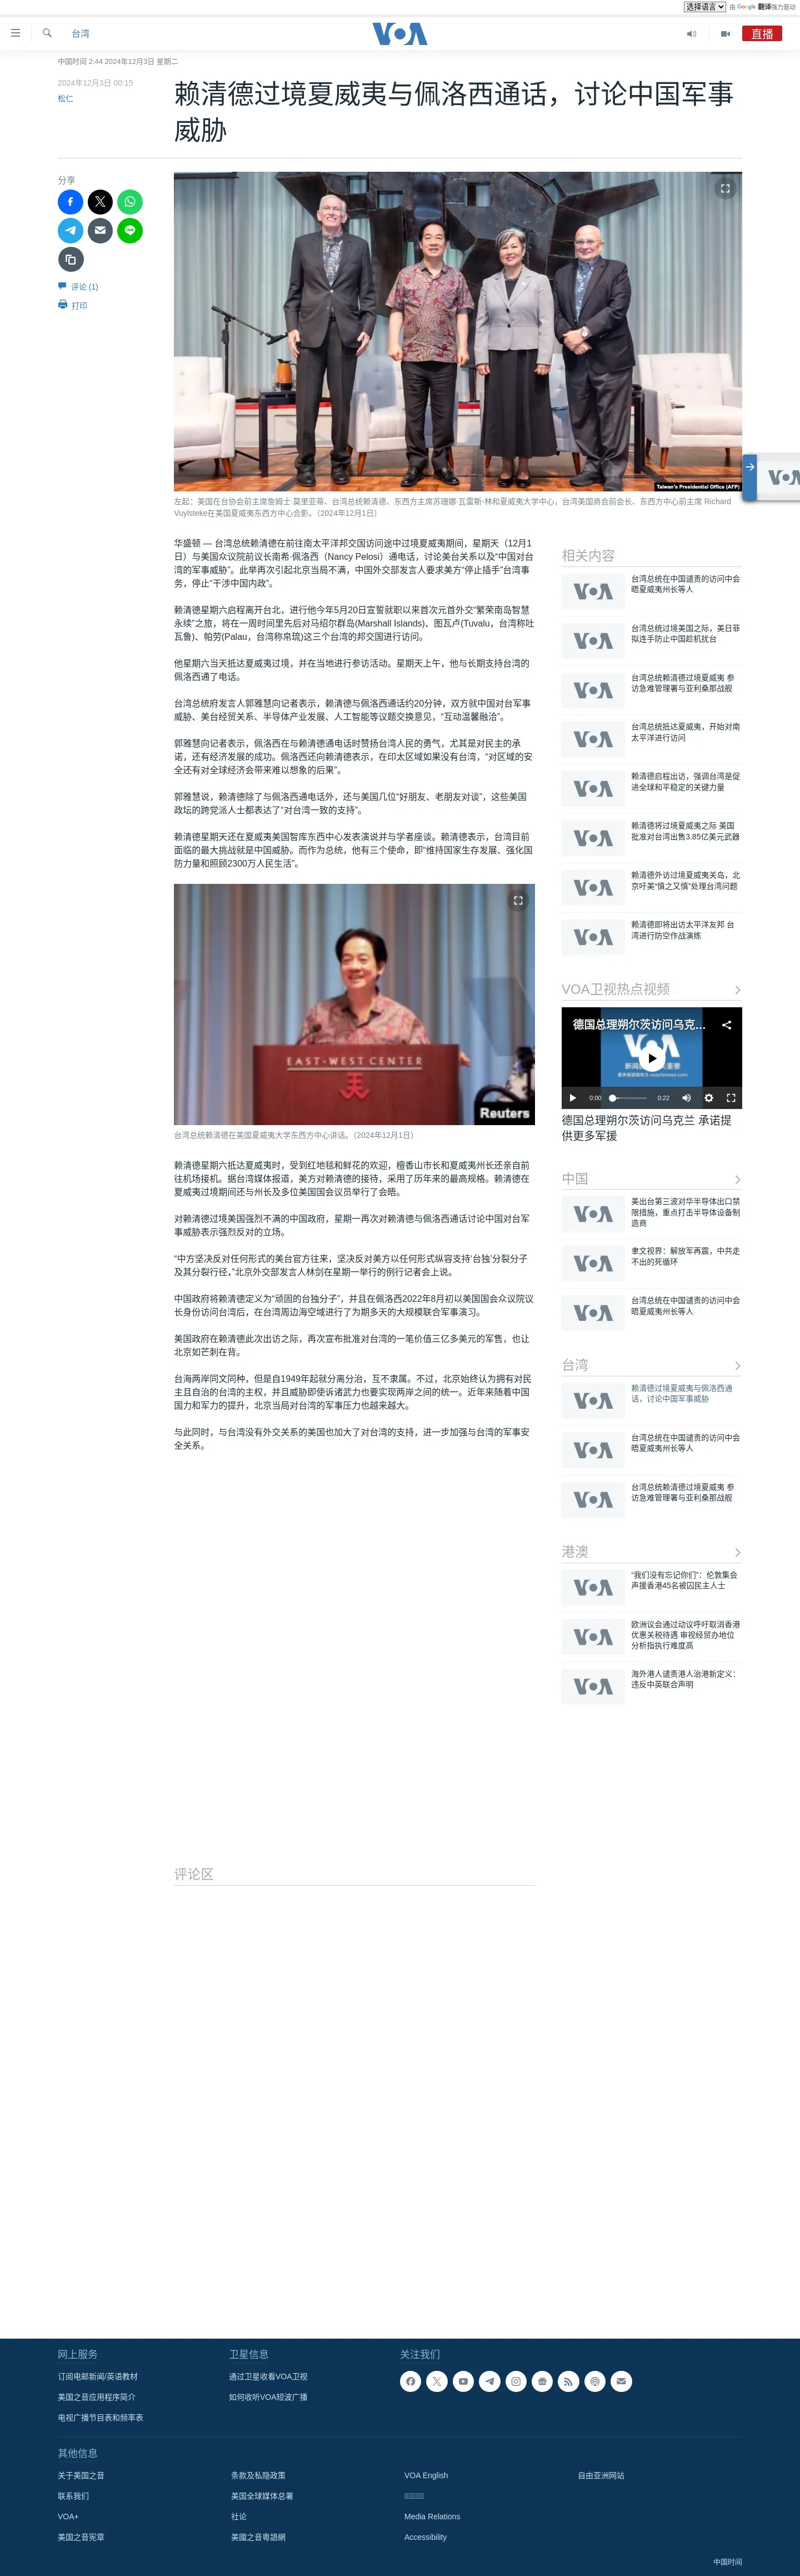 选择语言
由 Google 翻译强力驱动
台湾
VOA
直播
中国时间 2:44 2024年12月3日 星期二
2024年12月3日 00:15
松仁
赖清德过境夏威夷与佩洛西通话，讨论中国军事
威胁
分享
评论 (1)
打印
Taiwan's Presidential Office (AFP)
左起：美国在台协会前主席詹姆士·莫里亚蒂、台湾总统赖清德、东西方主席苏珊娜·瓦雷斯-林和夏威夷大学中心，台湾美国商会前会长、东西方中心前主席 Richard
Vuylsteke在美国夏威夷东西方中心合影。（2024年12月1日）
华盛顿 — 台湾总统赖清德在前往南太平洋邦交国访问途中过境夏威夷期间，星期天（12月1
日）与美国众议院前议长南希·佩洛西（Nancy Pelosi）通电话，讨论美台关系以及“中国对台
湾的军事威胁”。此举再次引起北京当局不满，中国外交部发言人要求美方“停止插手”台湾事
务，停止“干涉中国内政”。
赖清德星期六启程离开台北，进行他今年5月20日宣誓就职以来首次元首外交“繁荣南岛智慧
永续”之旅，将在一周时间里先后对马绍尔群岛(Marshall Islands)、图瓦卢(Tuvalu，台湾称吐
瓦鲁)、帕劳(Palau，台湾称帛琉)这三个台湾的邦交国进行访问。
他星期六当天抵达夏威夷过境，并在当地进行参访活动。星期天上午，他与长期支持台湾的
佩洛西通了电话。
台湾总统府发言人郭雅慧向记者表示，赖清德与佩洛西通话约20分钟，双方就中国对台军事
威胁、美台经贸关系、半导体产业发展、人工智能等议题交换意见，“互动温馨融洽”。
郭雅慧向记者表示，佩洛西在与赖清德通电话时赞扬台湾人民的勇气，尤其是对民主的承
诺，还有经济发展的成功。佩洛西还向赖清德表示，在印太区域如果没有台湾，“对区域的安
全还有对全球经济会带来难以想象的后果”。
郭雅慧说，赖清德除了与佩洛西通电话外，还与美国几位“好朋友、老朋友对谈”，这些美国
政坛的跨党派人士都表达了“对台湾一致的支持”。
赖清德星期天还在夏威夷美国智库东西中心发表演说并与学者座谈。赖清德表示，台湾目前
面临的最大挑战就是中国威胁。而作为总统，他有三个使命，即“维持国家生存发展、强化国
防力量和照顾2300万人民生活”。
EAST-WEST CENTER
Reuters
台湾总统赖清德在美国夏威夷大学东西方中心讲话。（2024年12月1日）
赖清德星期六抵达夏威夷时，受到红地毯和鲜花的欢迎，檀香山市长和夏威夷州长还亲自前
往机场接机。据台湾媒体报道，美方对赖清德的接待，采用了历年来的最高规格。赖清德在
夏威夷过境期间还与州长及多位美国国会议员举行了会晤。
对赖清德过境美国强烈不满的中国政府，星期一再次对赖清德与佩洛西通话讨论中国对台军
事威胁表示强烈反对的立场。
“中方坚决反对任何形式的美台官方往来，坚决反对美方以任何形式纵容支持‘台独’分裂分子
及其分裂行径，”北京外交部发言人林剑在星期一举行的例行记者会上说。
中国政府将赖清德定义为“顽固的台独分子”，并且在佩洛西2022年8月初以美国国会众议院议
长身份访问台湾后，在台湾周边海空域进行了为期多天的大规模联合军事演习。
美国政府在赖清德此次出访之际，再次宣布批准对台湾的一笔价值三亿多美元的军售，也让
北京如芒刺在背。
台海两岸同文同种，但是自1949年起就分离分治，互不隶属。不过，北京始终认为拥有对民
主且自治的台湾的主权，并且威胁即使诉诸武力也要实现两岸之间的统一。近年来随着中国
国力和军力的提升，北京当局对台湾的军事压力也越来越大。
与此同时，与台湾没有外交关系的美国也加大了对台湾的支持，进一步加强与台湾的军事安
全关系。
相关内容
台湾总统在中国谴责的访问中会
晤夏威夷州长等人
台湾总统过境美国之际，美日菲
拟连手防止中国趁机扰台
台湾总统赖清德过境夏威夷 参
访急难管理署与亚利桑那战舰
台湾总统抵达夏威夷，开始对南
太平洋进行访问
赖清德启程出访，强调台湾是促
进全球和平稳定的关键力量
赖清德将过境夏威夷之际 美国
批准对台湾出售3.85亿美元武器
赖清德外访过境夏威夷关岛，北
京吁美“慎之又慎”处理台湾问题
赖清德即将出访太平洋友邦 台
湾进行防空作战演练
VOA卫视热点视频
德国总理朔尔茨访问乌克...
0:00
0:22
德国总理朔尔茨访问乌克兰 承诺提
供更多军援
中国
美出台第三波对华半导体出口禁
限措施，重点打击半导体设备制
造商
聿文视界：解放军再震，中共走
不出的死循环
台湾总统在中国谴责的访问中会
晤夏威夷州长等人
台湾
赖清德过境夏威夷与佩洛西通
话，讨论中国军事威胁
台湾总统在中国谴责的访问中会
晤夏威夷州长等人
台湾总统赖清德过境夏威夷 参
访急难管理署与亚利桑那战舰
港澳
“我们没有忘记你们”：伦敦集会
声援香港45名被囚民主人士
欧洲议会通过动议呼吁取消香港
优惠关税待遇 审视经贸办地位
分析指执行难度高
海外港人谴责港人治港新定义：
违反中英联合声明
评论区
网上服务
订阅电邮新闻/英语教材
美国之音应用程序简介
电视广播节目表和频率表
卫星信息
通过卫星收看VOA卫视
如何收听VOA短波广播
关注我们
其他信息
关于美国之音
联系我们
VOA+
美国之音宪章
条款及私隐政策
美国全球媒体总署
社论
美國之音粵語網
VOA English
Media Relations
Accessibility
自由亚洲网站
中国时间